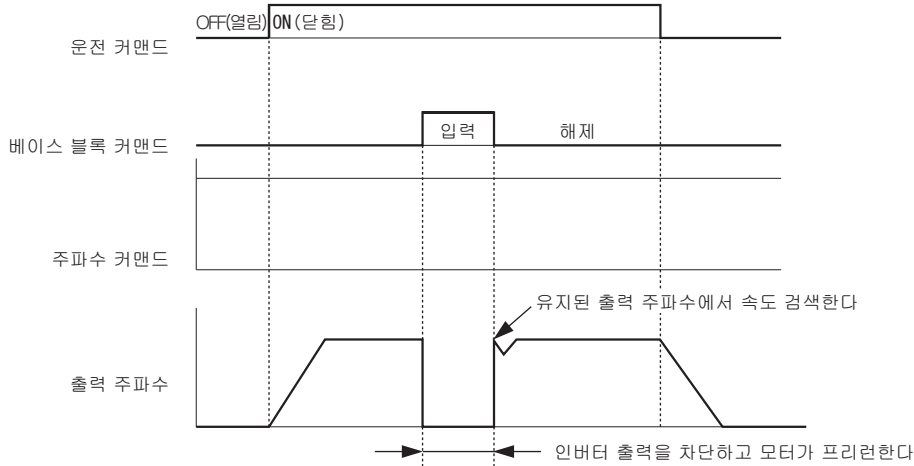 OFF(열림) ON(닫힘)
운전 커맨드
입력 해제
베이스 블록 커맨드
주파수 커맨드
유지된 출력 주파수에서 속도 검색한다
출력 주파수
인버터 출력을 차단하고 모터가 프리런한다